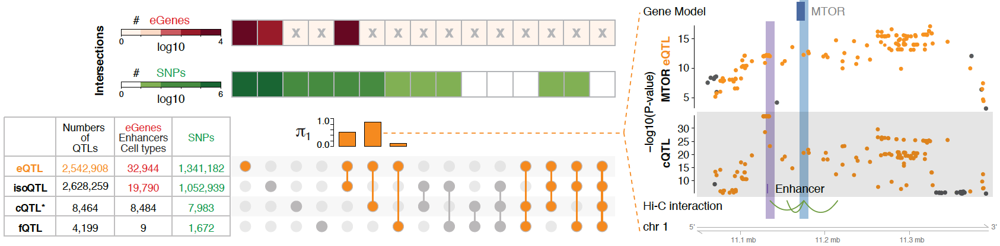 Intersections
# eGenes
0 4
log10
X X X X X X X X X X X X
# SNPs
0 6
log10
Numbers of QTLs
eGenes Enhancers Cell types
SNPs
eQTL 2,542,908 32,944 1,341,182
isoQTL 2,628,259 19,790 1,052,939
cQTL* 8,464 8,484 7,983
fQTL 4,199 9 1,672
π1
1.0
0.0
Gene Model
MTOR
−log10(P-value)
MTOR eQTL
15
10
5
cQTL
30
25
20
15
10
Enhancer
Hi-C interaction
chr 1
5' 3'
11.1 mb 11.2 mb 11.3 mb